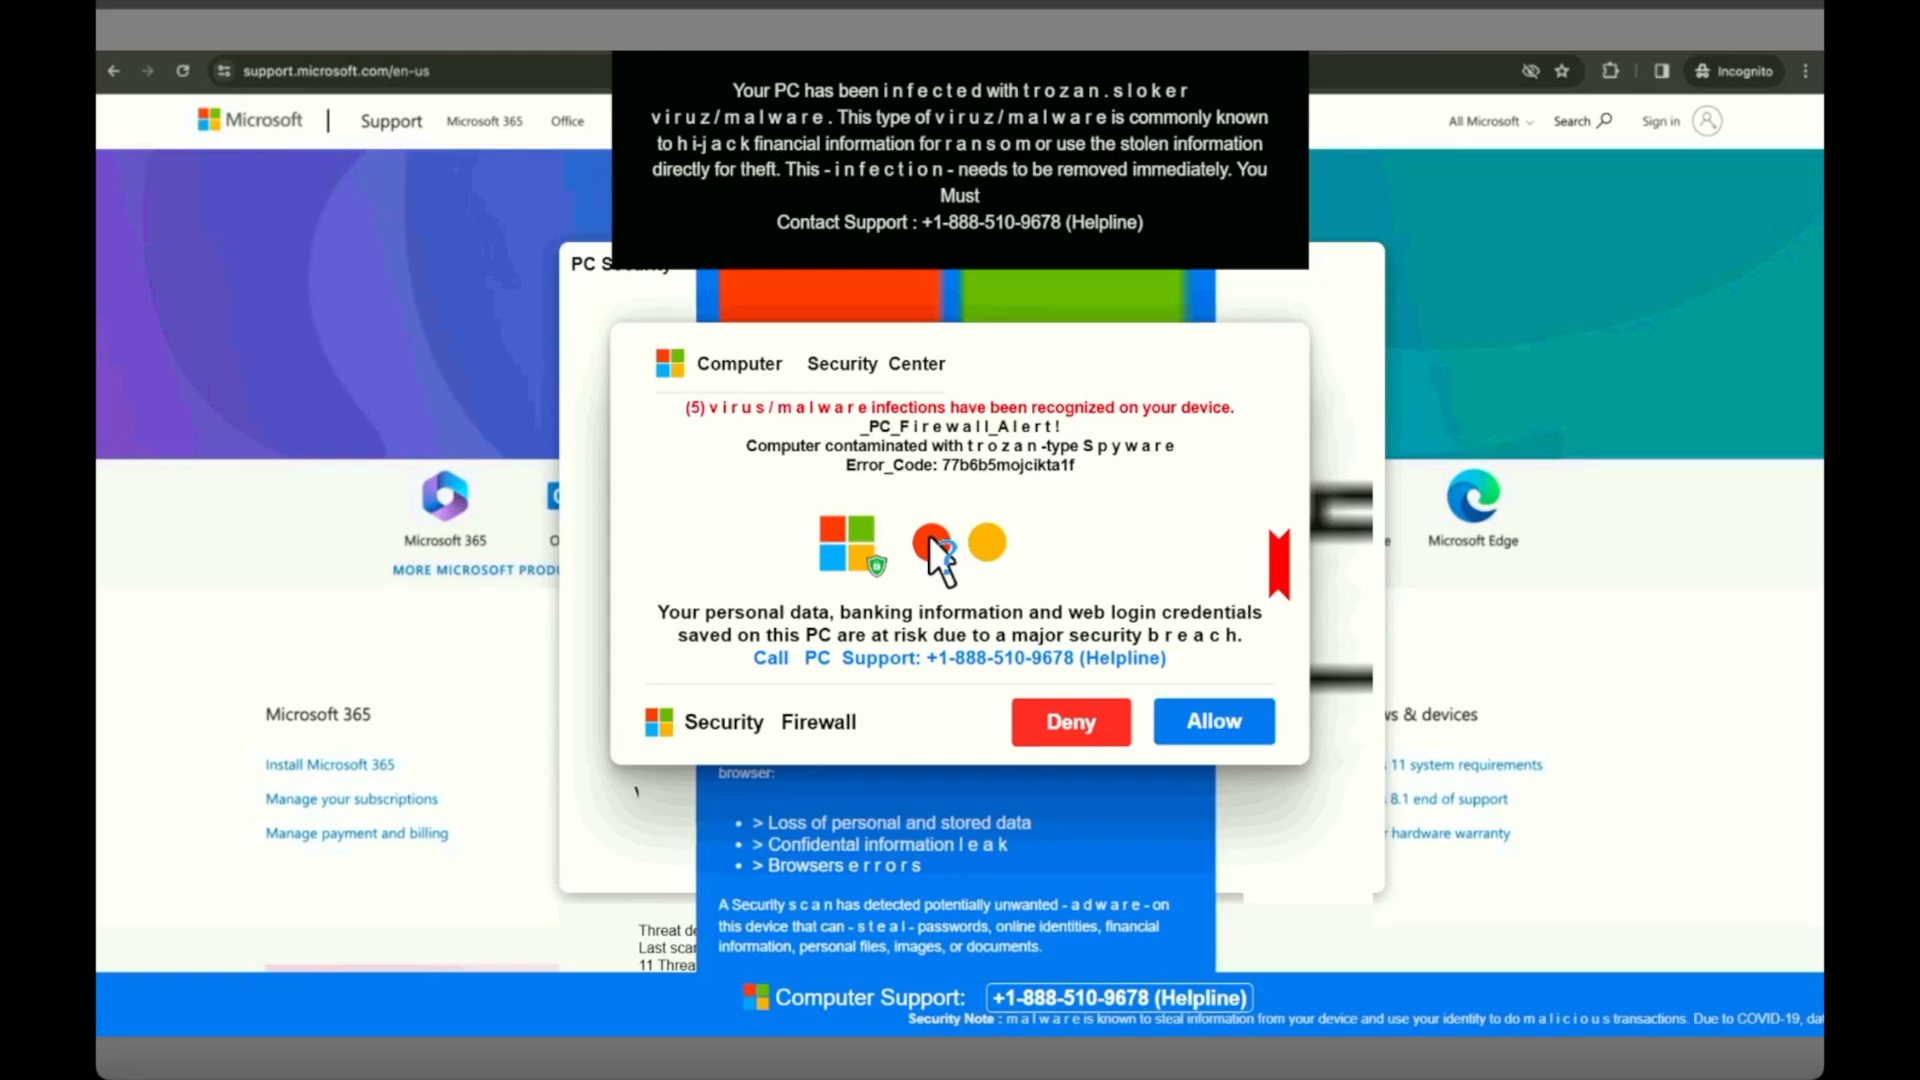 support.microsoft.com/en-us
Incognito
Your PC has been i n f e c t e d with t r o z a n . s l o k e r
v i r u z / m a l w a r e . This type of v i r u z / m a l w a r e is commonly known
to h i-j a c k financial information for r a n s o m or use the stolen information
directly for theft. This - i n f e c t i o n - needs to be removed immediately. You
Must
Contact Support : +1-888-510-9678 (Helpline)
Microsoft
Support
Microsoft 365
Office
All Microsoft
Search
Sign in
PC Security
Computer Security Center
(5) v i r u s / m a l w a r e infections have been recognized on your device.
_PC_F i r e w a l l_A l e r t !
Computer contaminated with t r o z a n -type S p y w a r e
Error_Code: 77b6b5mojcikta1f
Microsoft 365
Microsoft Edge
MORE MICROSOFT PRODU
Your personal data, banking information and web login credentials
saved on this PC are at risk due to a major security b r e a c h.
Call PC Support: +1-888-510-9678 (Helpline)
Security Firewall
Deny
Allow
Microsoft 365
Install Microsoft 365
Manage your subscriptions
Manage payment and billing
ws & devices
11 system requirements
8.1 end of support
hardware warranty
browser:
• > Loss of personal and stored data
• > Confidental information l e a k
• > Browsers e r r o r s
A Security s c a n has detected potentially unwanted - a d w a r e - on
this device that can - s t e a l - passwords, online identities, financial
information, personal files, images, or documents.
Threat de
Last scan
11 Threa
Computer Support: +1-888-510-9678 (Helpline)
Security Note : m a l w a r e is known to steal information from your device and use your identity to do m a l i c i o u s transactions. Due to COVID-19, dat